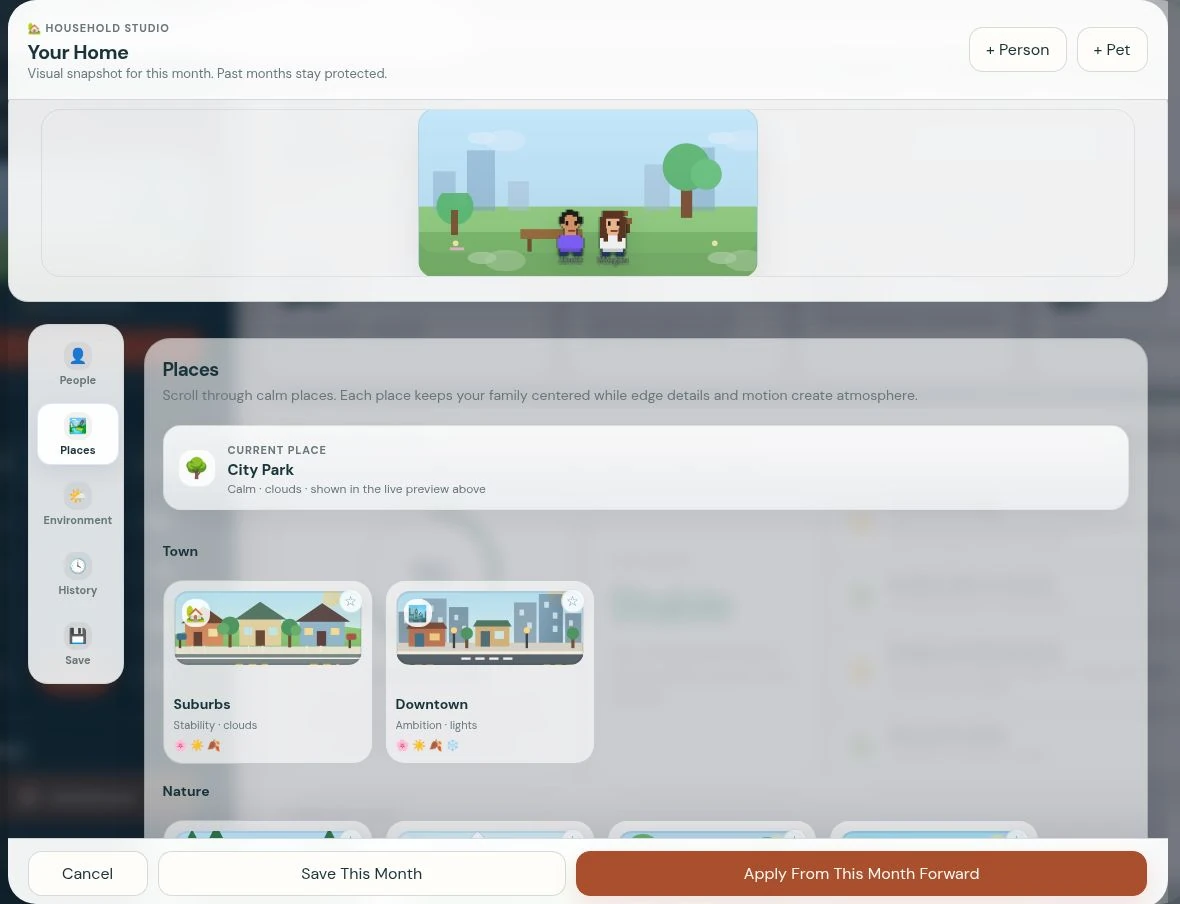 HOUSEHOLD STUDIO
Your Home
Visual snapshot for this month. Past months stay protected.
+ Person
+ Pet
People
Places
Environment
History
Save
Places
Scroll through calm places. Each place keeps your family centered while edge details and motion create atmosphere.
CURRENT PLACE
City Park
Calm · clouds · shown in the live preview above
Town
Suburbs
Stability · clouds
Downtown
Ambition · lights
Nature
Cancel
Save This Month
Apply From This Month Forward